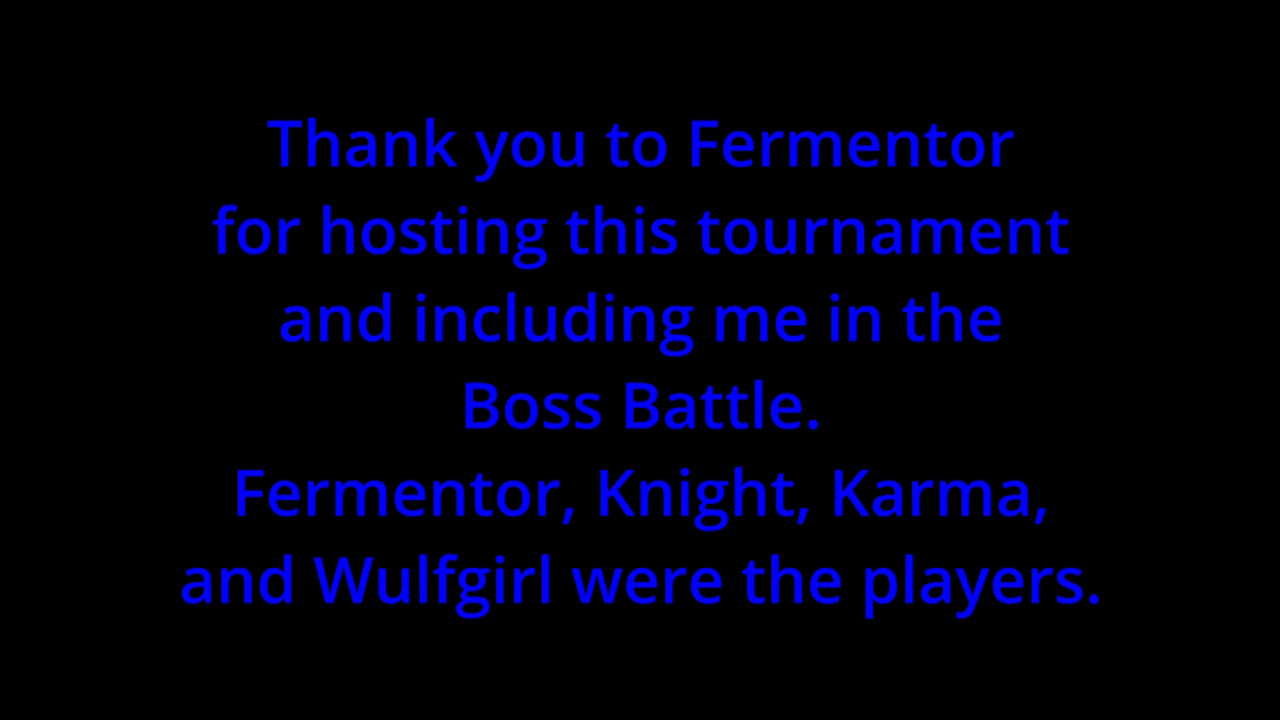 Thank you to Fermentor
for hosting this tournament
and including me in the
Boss Battle.
Fermentor, Knight, Karma,
and Wulfgirl were the players.